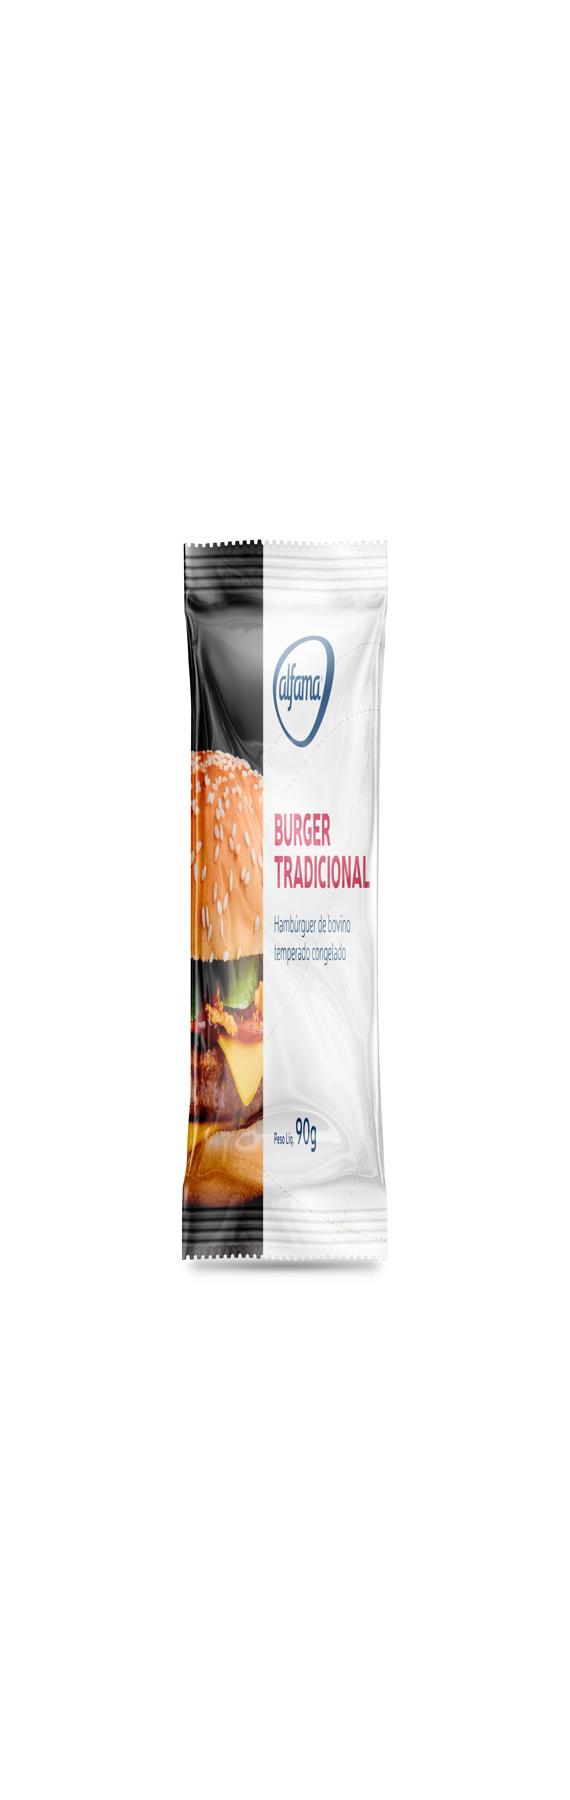 alfama
BURGER
TRADICIONAL
Hambúrguer de bovino
temperado congelado
Peso Líq. 90g